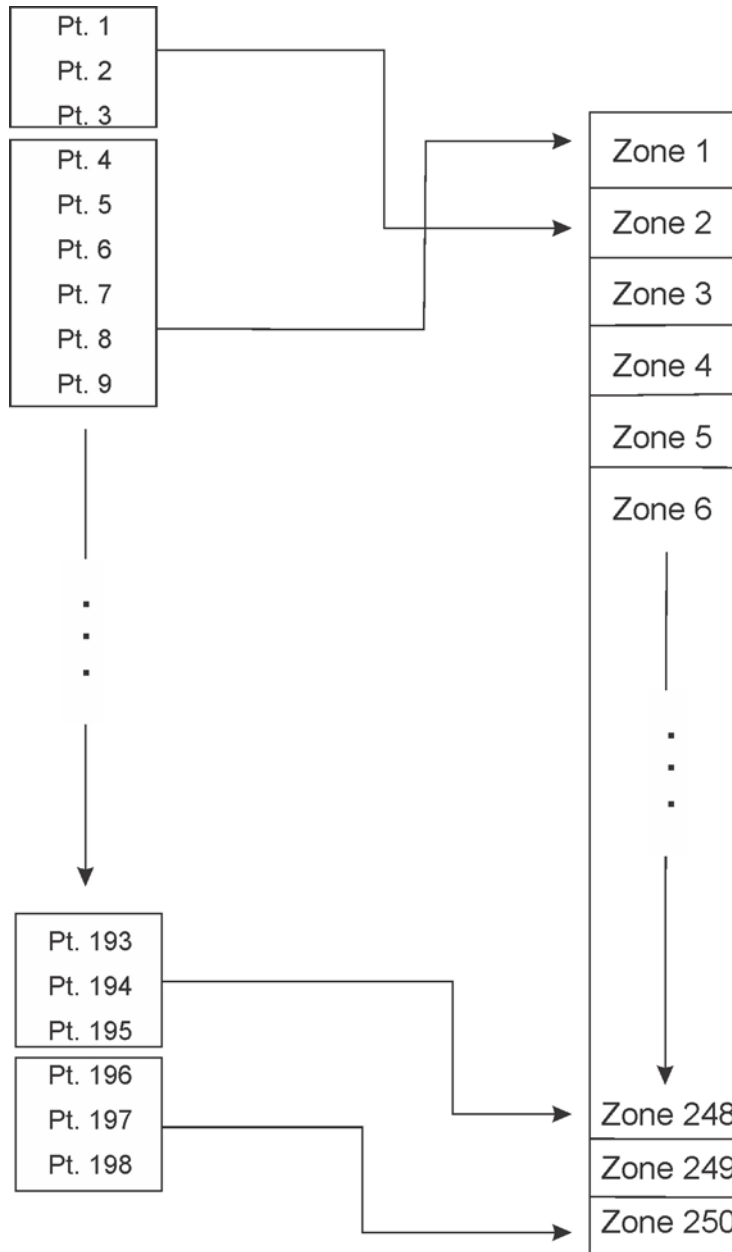 Pt. 1
Pt. 2
Pt. 3
Pt. 4
Pt. 5
Pt. 6
Pt. 7
Pt. 8
Pt. 9
Pt. 193
Pt. 194
Pt. 195
Pt. 196
Pt. 197
Pt. 198
Zone 1
Zone 2
Zone 3
Zone 4
Zone 5
Zone 6
Zone 248
Zone 249
Zone 250